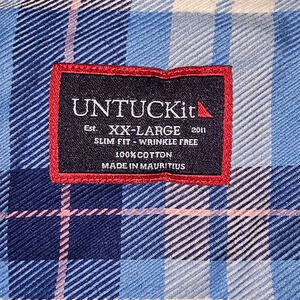 UNTUCKit
Est. XX-LARGE 2011
SLIM FIT - WRINKLE FREE
100% COTTON
MADE IN MAURITIUS